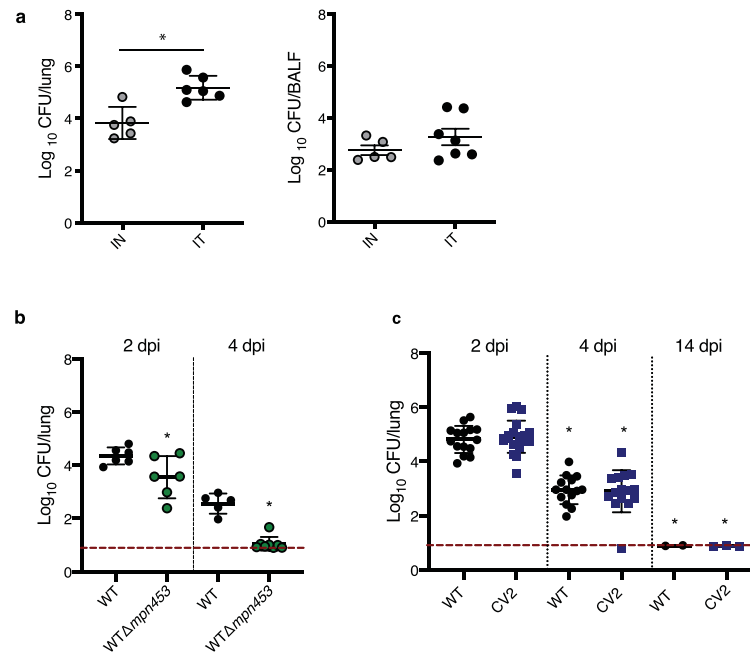 a
8
6
4
2
0
Log 10 CFU/lung
*
IN
IT
8
6
4
2
0
Log 10 CFU/BALF
IN
IT
b
2 dpi
4 dpi
8
6
4
2
0
Log10 CFU/lung
*
*
WT
WTΔmpn453
WT
WTΔmpn453
c
2 dpi
4 dpi
14 dpi
8
6
4
2
0
Log10 CFU/lung
*
*
*
*
WT
CV2
WT
CV2
WT
CV2